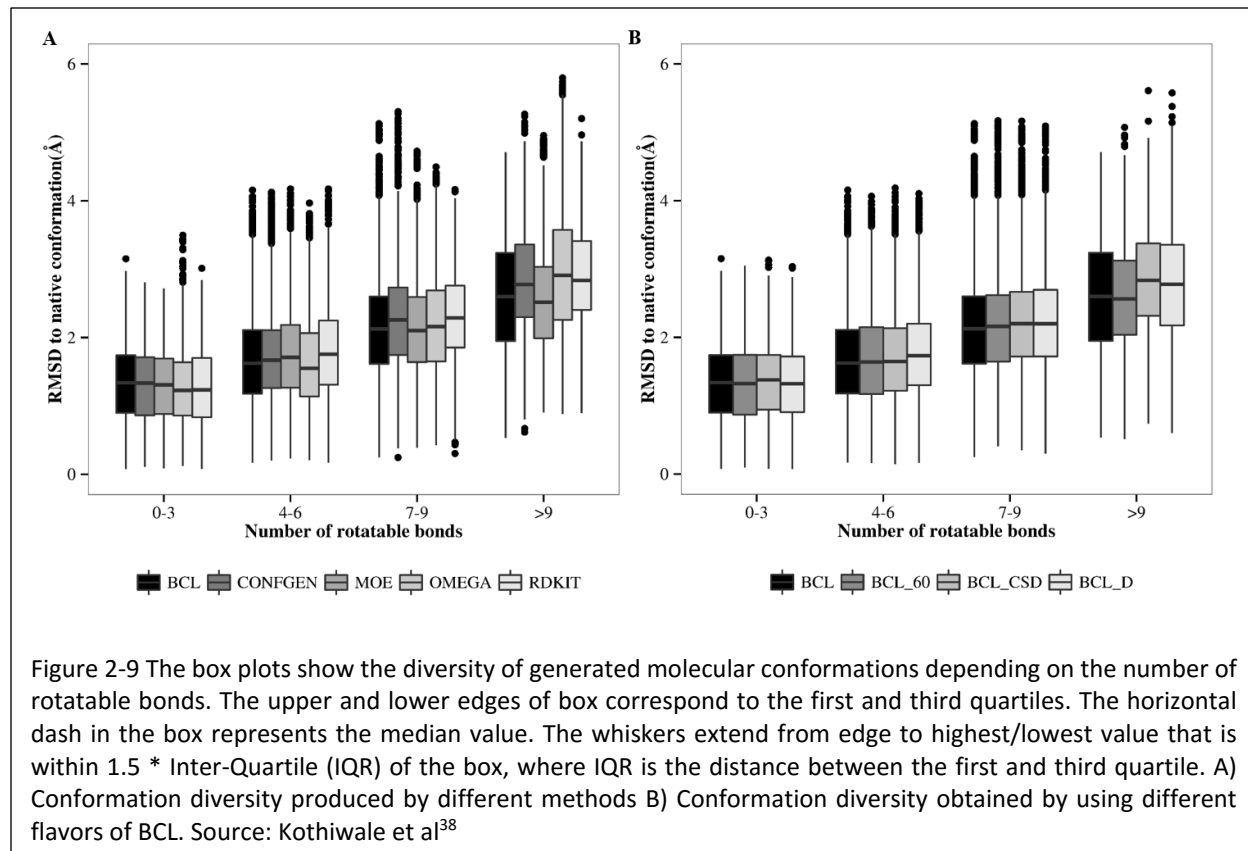 A
B
6
4
2
0
RMSD to native conformation(Å)
0-3
4-6
7-9
>9
Number of rotatable bonds
BCL CONFGEN MOE OMEGA RDKIT
6
4
2
0
RMSD to native conformation(Å)
0-3
4-6
7-9
>9
Number of rotatable bonds
BCL BCL_60 BCL_CSD BCL_D
Figure 2-9 The box plots show the diversity of generated molecular conformations depending on the number of
rotatable bonds. The upper and lower edges of box correspond to the first and third quartiles. The horizontal
dash in the box represents the median value. The whiskers extend from edge to highest/lowest value that is
within 1.5 * Inter-Quartile (IQR) of the box, where IQR is the distance between the first and third quartile. A)
Conformation diversity produced by different methods B) Conformation diversity obtained by using different
flavors of BCL. Source: Kothiwale et al38